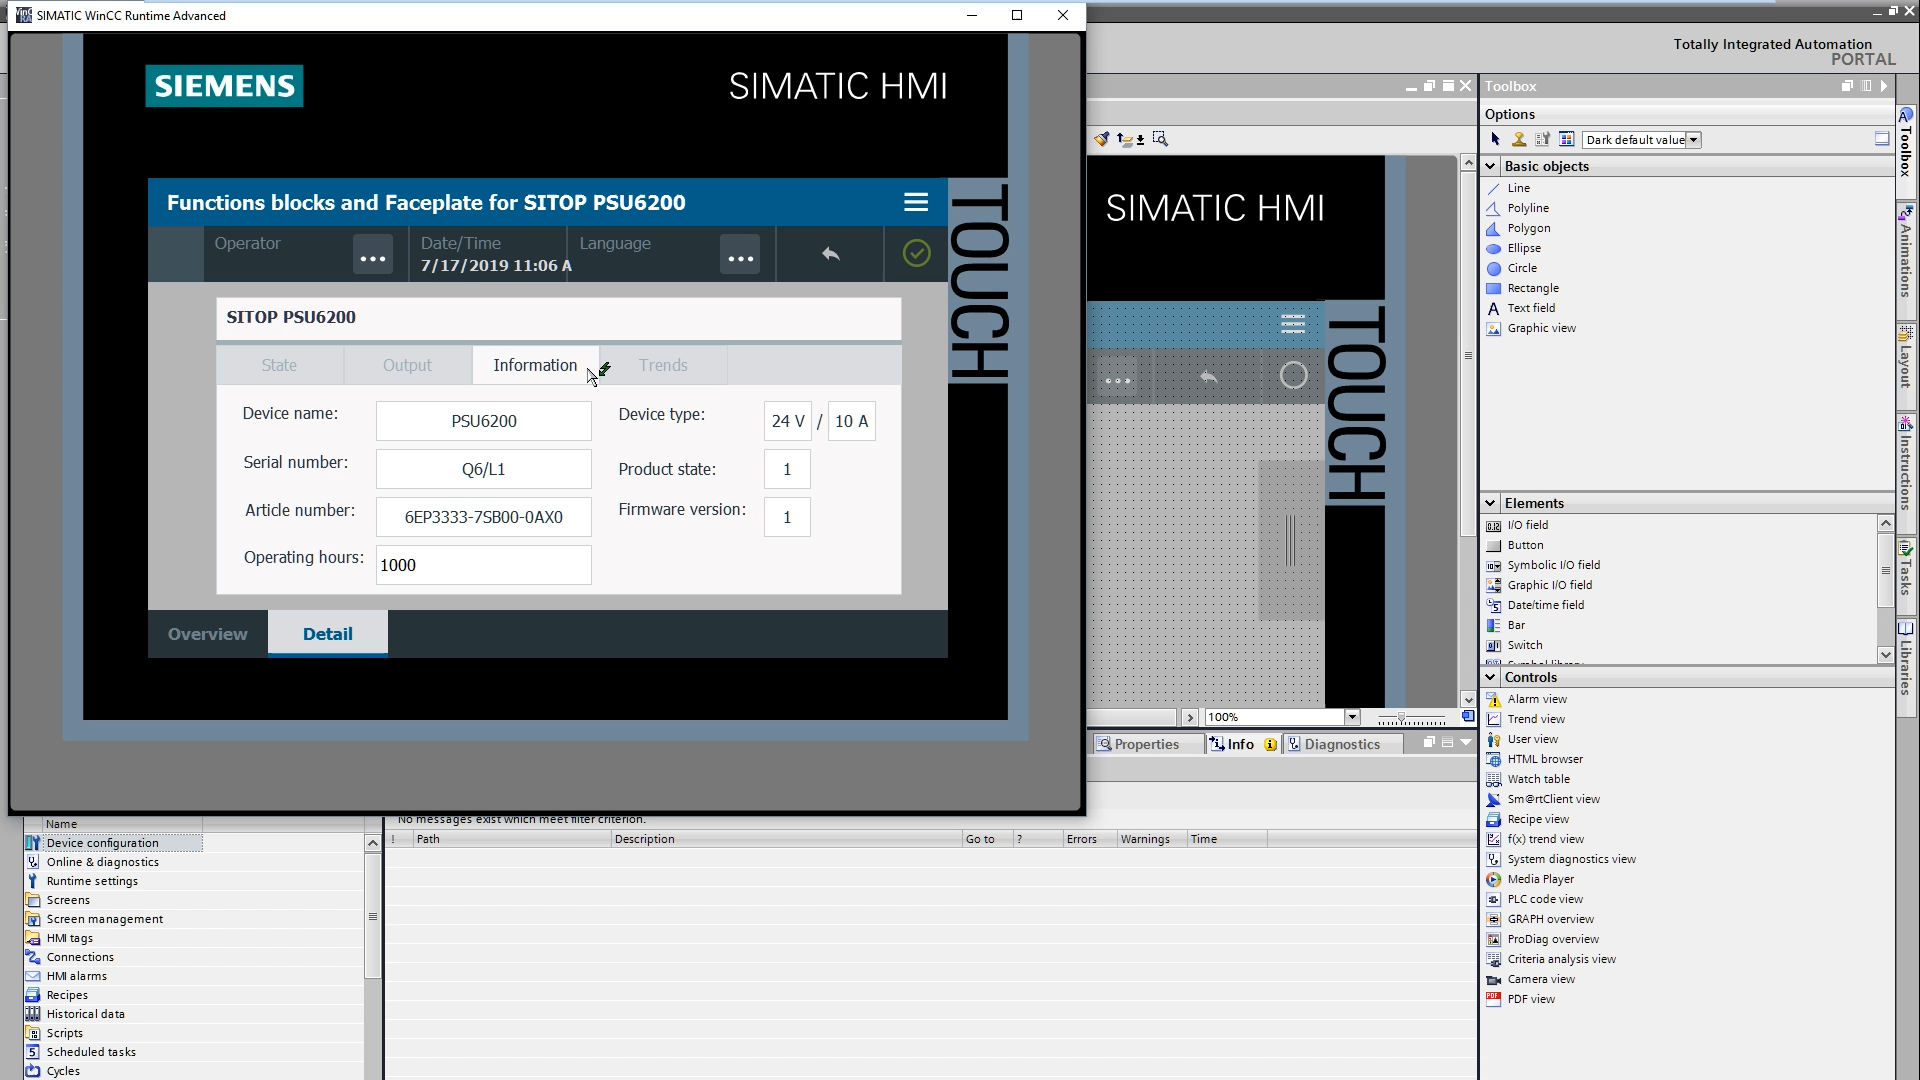 SIMATIC WinCC Runtime Advanced
SIEMENS
SIMATIC HMI
Functions blocks and Faceplate for SITOP PSU6200
Operator
...
Date/Time
7/17/2019 11:06 A
Language
...
TOUCH
SITOP PSU6200
State
Output
Information
Trends
Device name:
PSU6200
Device type:
24 V / 10 A
Serial number:
Q6/L1
Product state:
1
Article number:
6EP3333-7SB00-0AX0
Firmware version:
1
Operating hours:
1000
Overview
Detail
Totally Integrated Automation
PORTAL
SIMATIC HMI
...
TOUCH
100%
Properties
Info
Diagnostics
No messages exist which meet filter criterion.
!
Path
Description
Go to
?
Errors
Warnings
Time
Name
Device configuration
Online & diagnostics
Runtime settings
Screens
Screen management
HMI tags
Connections
HMI alarms
Recipes
Historical data
Scripts
Scheduled tasks
Cycles
Toolbox
Options
Dark default value
Basic objects
Line
Polyline
Polygon
Ellipse
Circle
Rectangle
Text field
Graphic view
Elements
I/O field
Button
Symbolic I/O field
Graphic I/O field
Date/time field
Bar
Switch
Controls
Alarm view
Trend view
User view
HTML browser
Watch table
Sm@rtClient view
Recipe view
f(x) trend view
System diagnostics view
Media Player
PLC code view
GRAPH overview
ProDiag overview
Criteria analysis view
Camera view
PDF view
Toolbox
Animations
Layout
Instructions
Tasks
Libraries